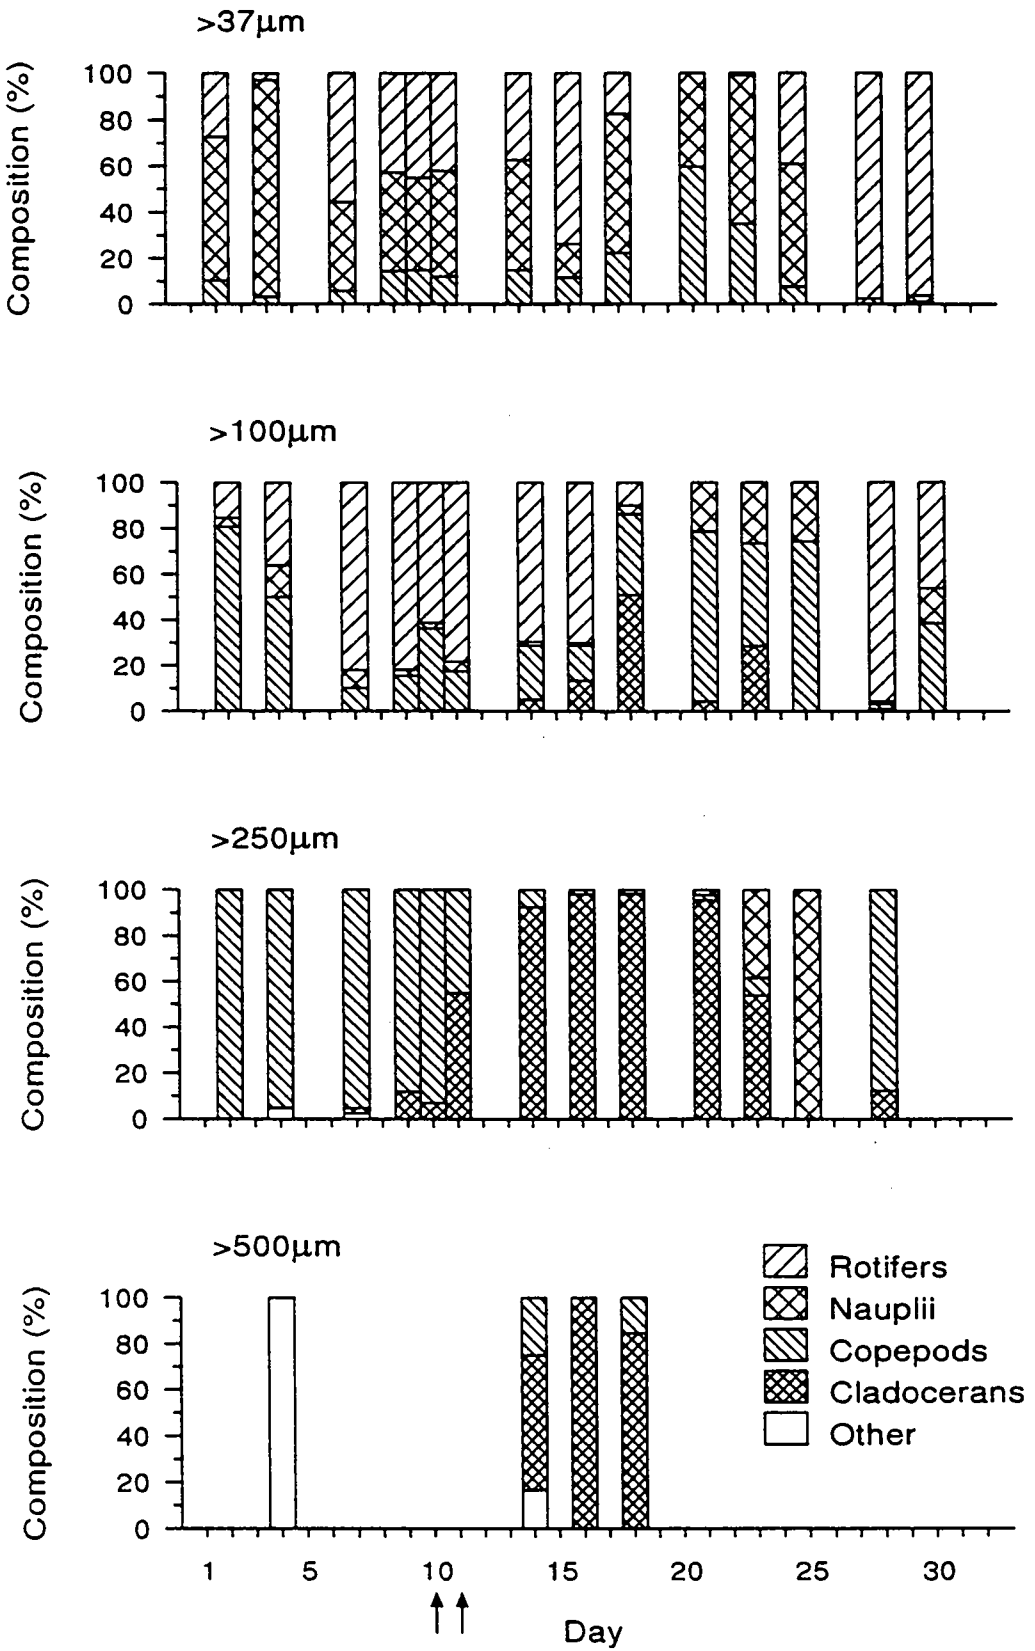 >37μm
Composition (%)
100
80
60
40
20
0
>100μm
Composition (%)
100
80
60
40
20
0
>250μm
Composition (%)
100
80
60
40
20
0
>500μm
Composition (%)
100
80
60
40
20
0
Rotifers
Nauplii
Copepods
Cladocerans
Other
1 5 10 15 20 25 30
Day